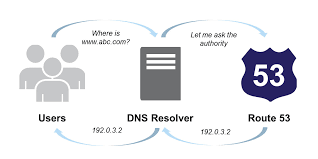 Where is
www.abc.com?
Let me ask the
authority
53
Users
DNS Resolver
Route 53
192.0.3.2
192.0.3.2